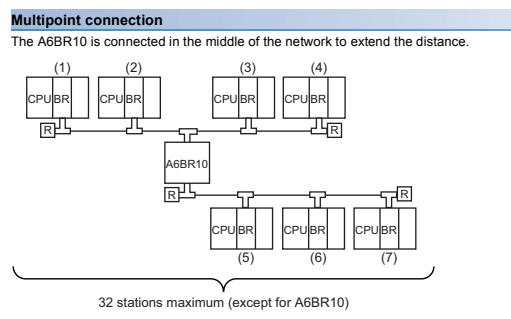 Multipoint connection
The A6BR10 is connected in the middle of the network to extend the distance.
(1) (2) (3) (4)
CPU BR CPU BR CPU BR CPU BR
R R
A6BR10
R R
CPU BR CPU BR CPU BR
(5) (6) (7)
32 stations maximum (except for A6BR10)